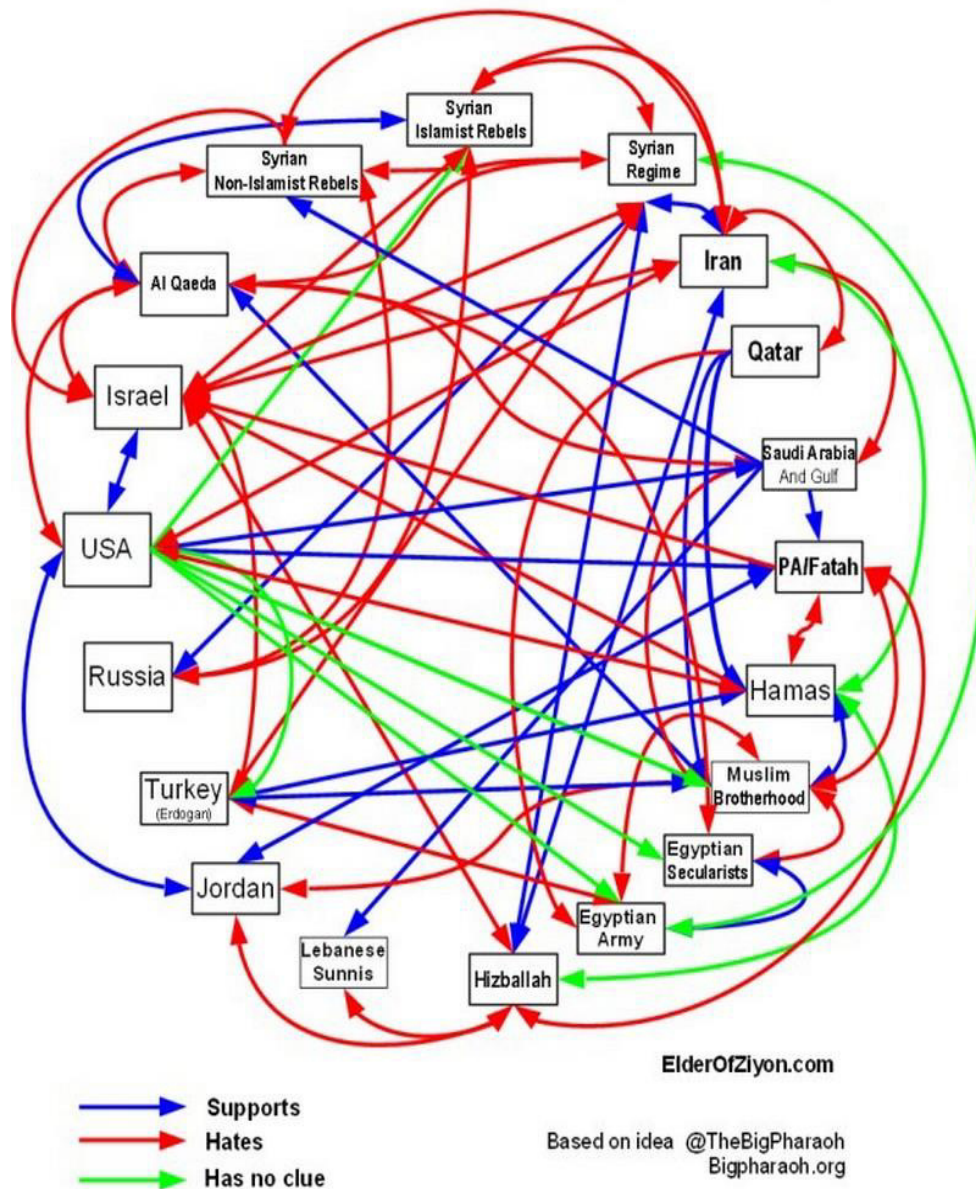 Syrian
Islamist Rebels
Syrian
Non-Islamist Rebels
Syrian
Regime
Al Qaeda
Iran
Qatar
Israel
Saudi Arabia
And Gulf
USA
PA/Fatah
Russia
Hamas
Turkey
(Erdogan)
Muslim
Brotherhood
Egyptian
Secularists
Jordan
Egyptian
Army
Lebanese
Sunnis
Hizballah
ElderOfZiyon.com
Supports
Hates
Has no clue
Based on idea @TheBigPharaoh
Bigpharaoh.org